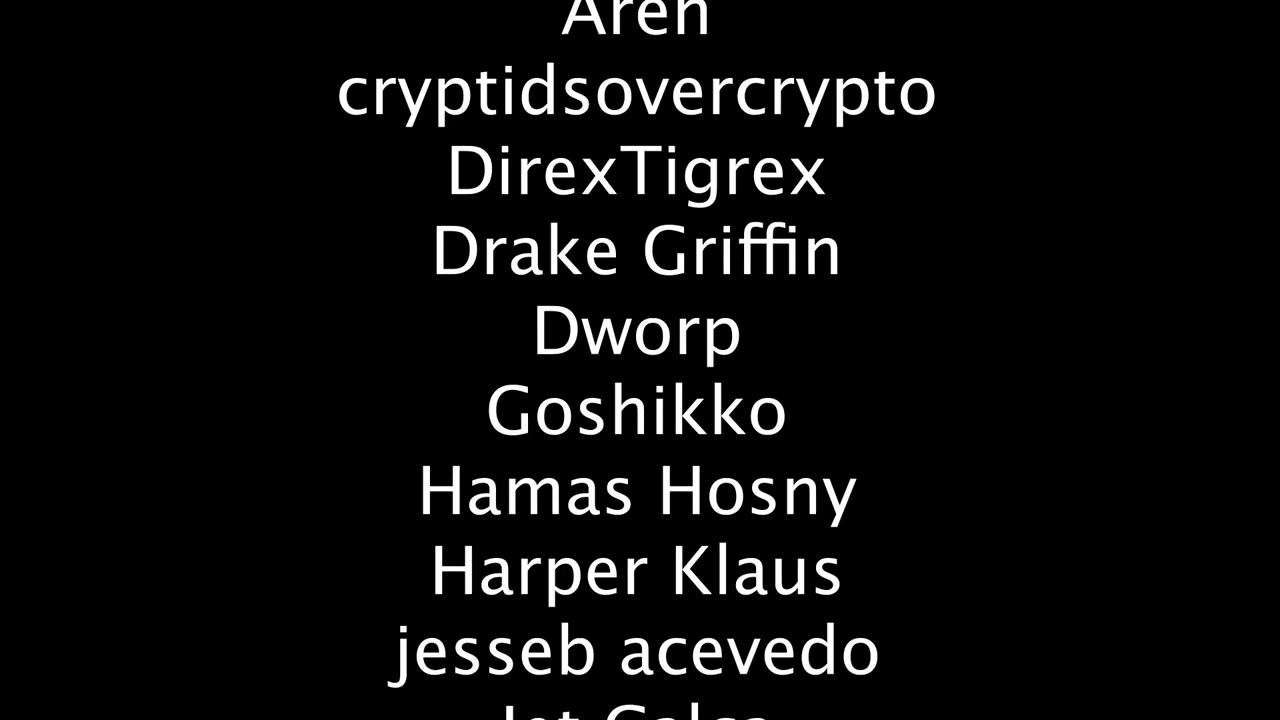 Aren
cryptidsovercrypto
DirexTigrex
Drake Griffin
Dworp
Goshikko
Hamas Hosny
Harper Klaus
jesseb acevedo